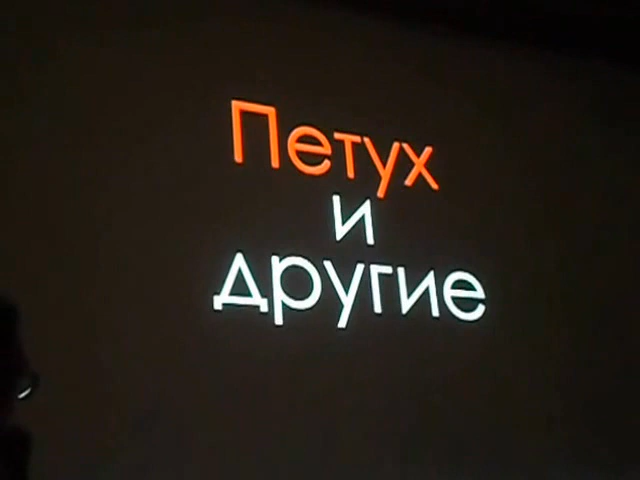 Петух
и
другие